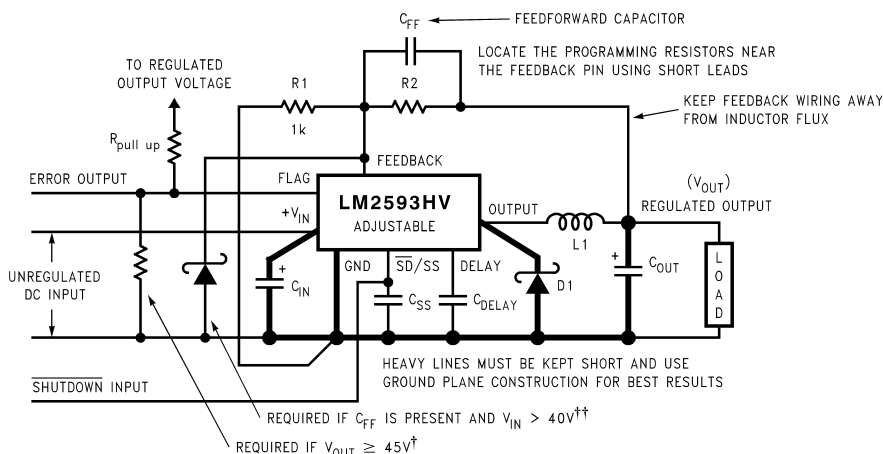 C_FF
FEEDFORWARD CAPACITOR
LOCATE THE PROGRAMMING RESISTORS NEAR
THE FEEDBACK PIN USING SHORT LEADS
TO REGULATED
OUTPUT VOLTAGE
R1
1k
R2
KEEP FEEDBACK WIRING AWAY
FROM INDUCTOR FLUX
R_pull up
FEEDBACK
ERROR OUTPUT
FLAG
LM2593HV
ADJUSTABLE
+V_IN
OUTPUT
(V_OUT)
REGULATED OUTPUT
L1
UNREGULATED
DC INPUT
+
C_IN
GND
S̅D̅/SS
DELAY
C_SS
C_DELAY
D1
+
C_OUT
LOAD
HEAVY LINES MUST BE KEPT SHORT AND USE
GROUND PLANE CONSTRUCTION FOR BEST RESULTS
S̅H̅U̅T̅D̅O̅W̅N̅ INPUT
REQUIRED IF C_FF IS PRESENT AND V_IN > 40V††
REQUIRED IF V_OUT ≥ 45V†